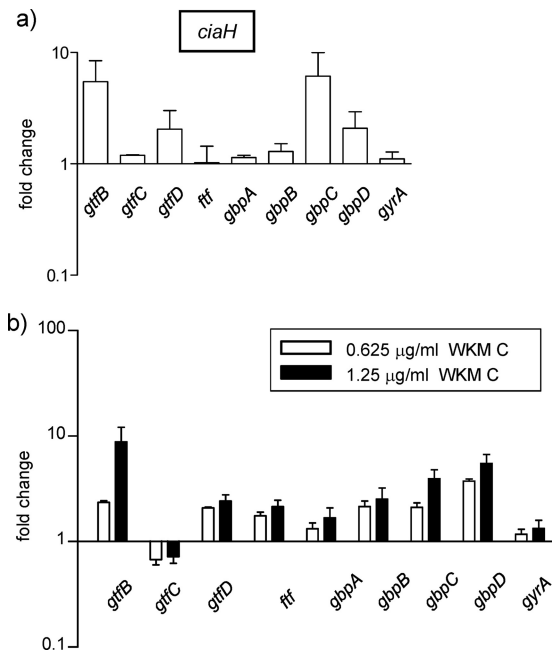 a)
ciaH
10
1
0.1
fold change
gtfB gtfC gtfD ftf gbpA gbpB gbpC gbpD gyrA
b)
100
10
1
0.1
fold change
0.625 μg/ml WKM C
1.25 μg/ml WKM C
gtfB gtfC gtfD ftf gbpA gbpB gbpC gbpD gyrA